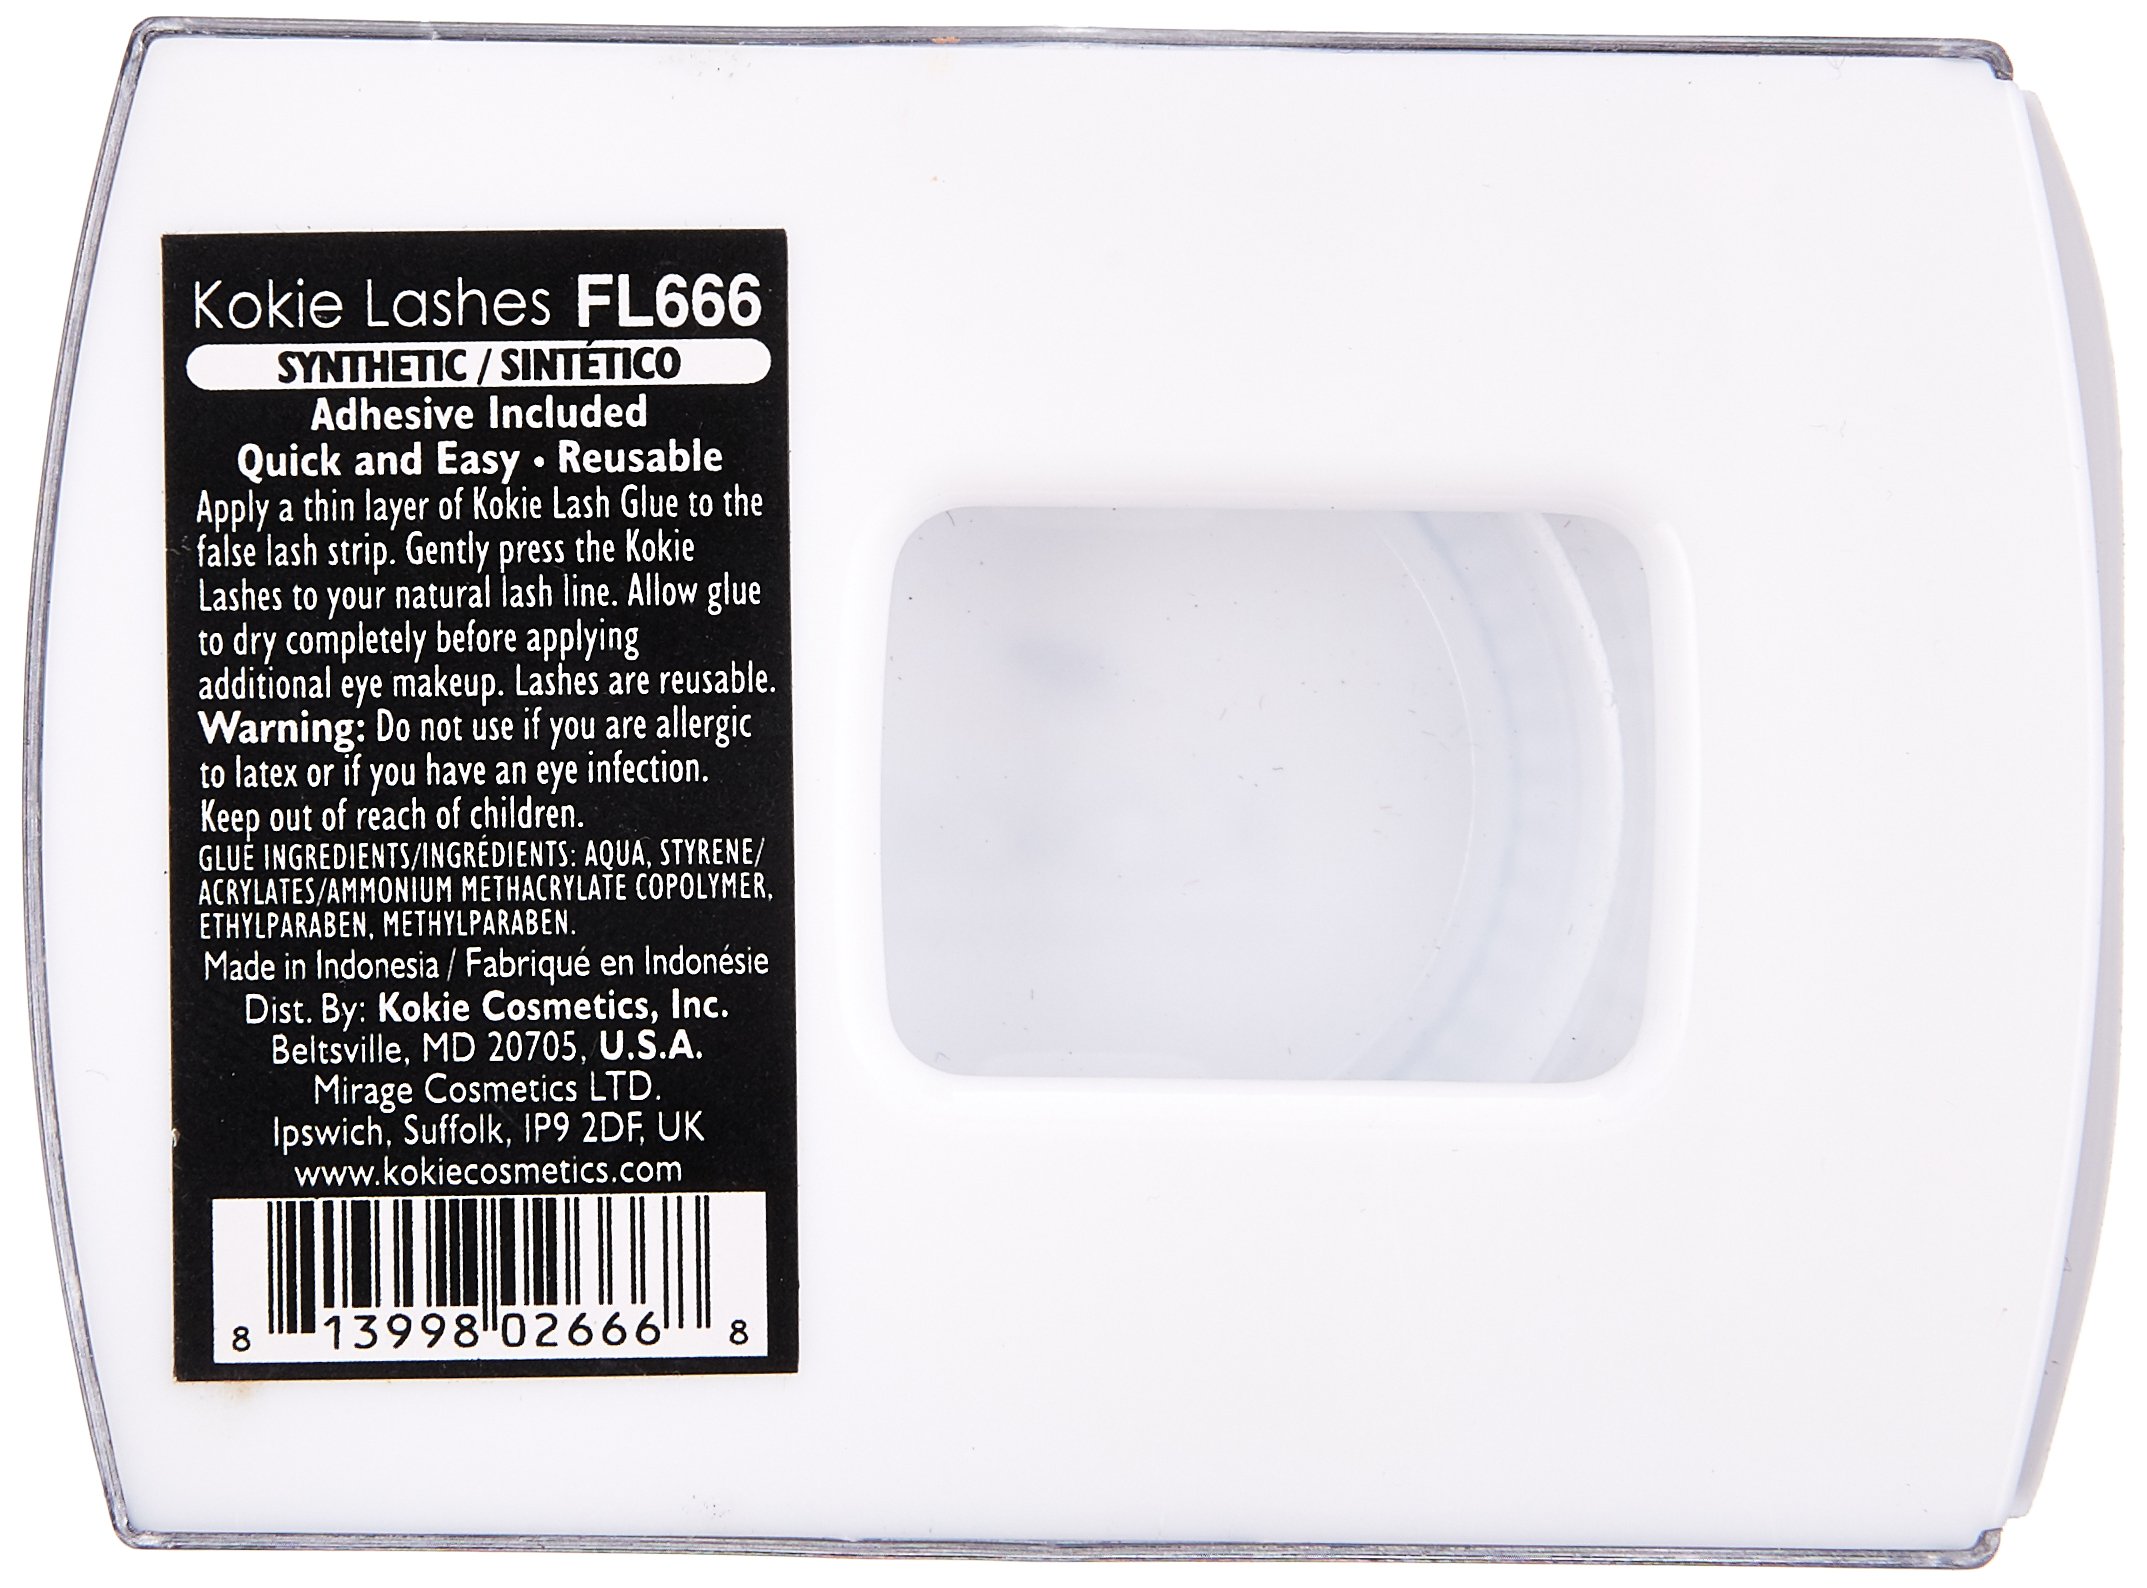 Kokie Lashes FL666
SYNTHETIC / SINTÉTICO
Adhesive Included
Quick and Easy • Reusable
Apply a thin layer of Kokie Lash Glue to the
false lash strip. Gently press the Kokie
Lashes to your natural lash line. Allow glue
to dry completely before applying
additional eye makeup. Lashes are reusable.
Warning: Do not use if you are allergic
to latex or if you have an eye infection.
Keep out of reach of children.
GLUE INGREDIENTS/INGRÉDIENTS: AQUA, STYRENE/
ACRYLATES/AMMONIUM METHACRYLATE COPOLYMER,
ETHYLPARABEN, METHYLPARABEN.
Made in Indonesia / Fabriqué en Indonésie
Dist. By: Kokie Cosmetics, Inc.
Beltsville, MD 20705, U.S.A.
Mirage Cosmetics LTD.
Ipswich, Suffolk, IP9 2DF, UK
www.kokiecosmetics.com
8 13998 02666 8